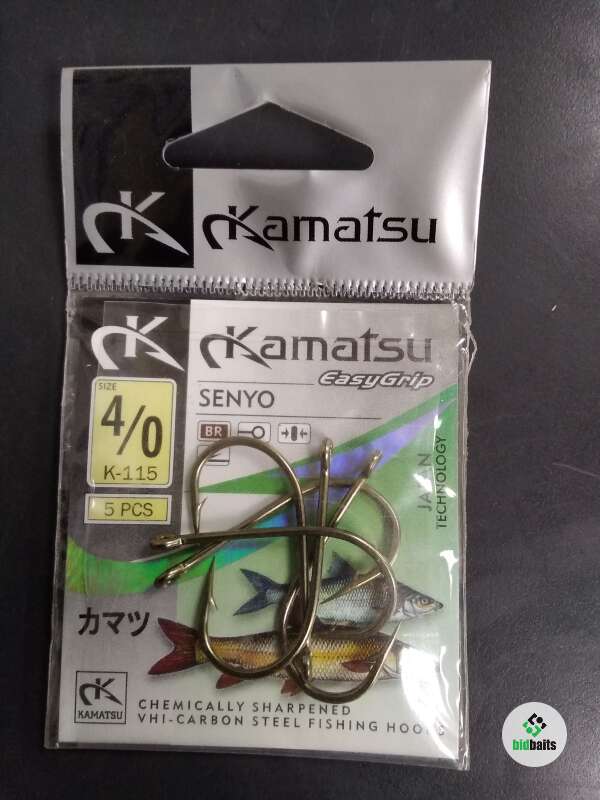 K
Kamatsu
K
Kamatsu
EasyGrip
SIZE
4/0
K-115
5 PCS
SENYO
BR
JAPAN
TECHNOLOGY
カマツ
K
KAMATSU
CHEMICALLY SHARPENED
VHI-CARBON STEEL FISHING HOOKS
bidbaits